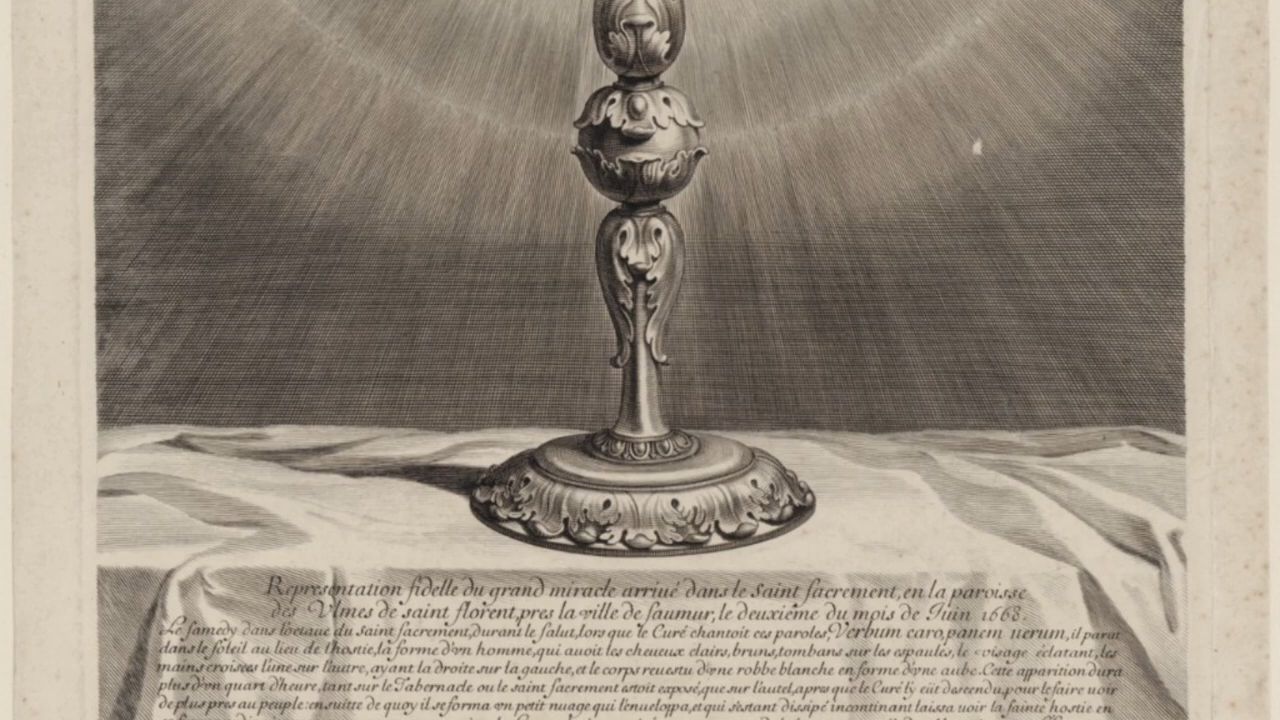 Representation fidelle du grand miracle arriué dans le Saint sacrement, en la paroisse
des Vlmes de saint florent, pres la ville de saumur, le deuxiéme du mois de Juin 1668.
Le samedy dans l'octaue du saint sacrement, durant le salut, lors que le Curé chantoit ces paroles, Verbum caro, panem uerum, il parut
dans le soleil au lieu de l'hostie, la forme d'vn homme, qui auoit les cheueux clairs, bruns, tombans sur les espaules, le visage éclatant, les
mains croisées l'une sur l'autre, ayant la droite sur la gauche, et le corps reuestu d'vne robbe blanche en forme d'vne aube. Cette apparition dura
plus d'vn quart d'heure, tant sur le Tabernacle ou le saint sacrement estoit exposé, que sur l'autel, apres que le Curé l'y eût descendu, pour le faire uoir
de plus pres au peuple: ensuitte de quoy il se forma vn petit nuage qui l'enueloppa, et qui s'estant dissipé incontinant laissa uoir la sainte hostie en